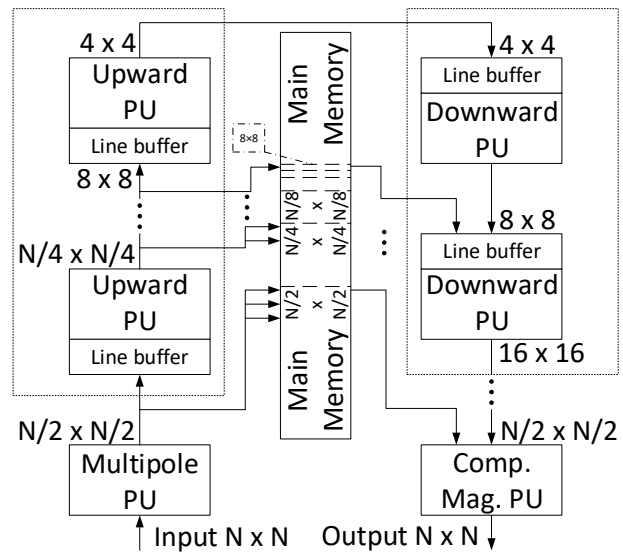 4 x 4
Upward
PU
Line buffer
8 x 8
N/4 x N/4
Upward
PU
Line buffer
N/2 x N/2
Multipole
PU
Input N x N
Main
Memory
8×8
N/8 x N/8
N/4 x N/4
N/2 x N/2
Main
Memory
4 x 4
Line buffer
Downward
PU
8 x 8
Line buffer
Downward
PU
16 x 16
N/2 x N/2
Comp.
Mag. PU
Output N x N